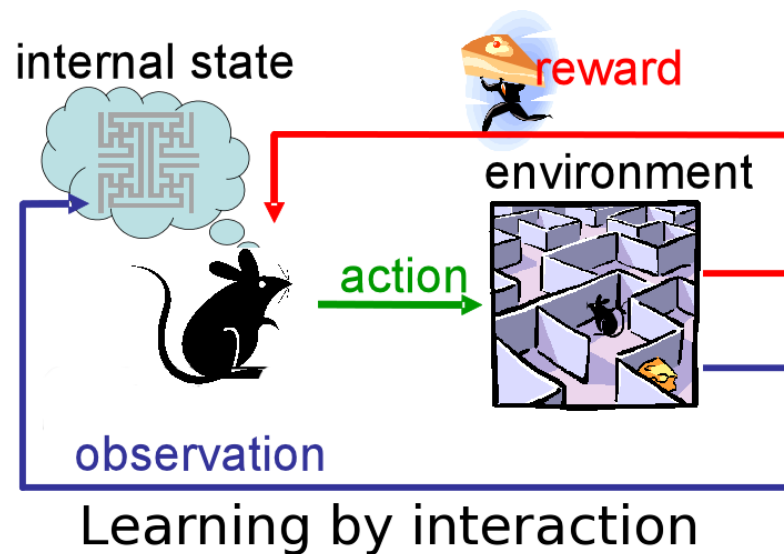 internal state
reward
environment
action
observation
Learning by interaction